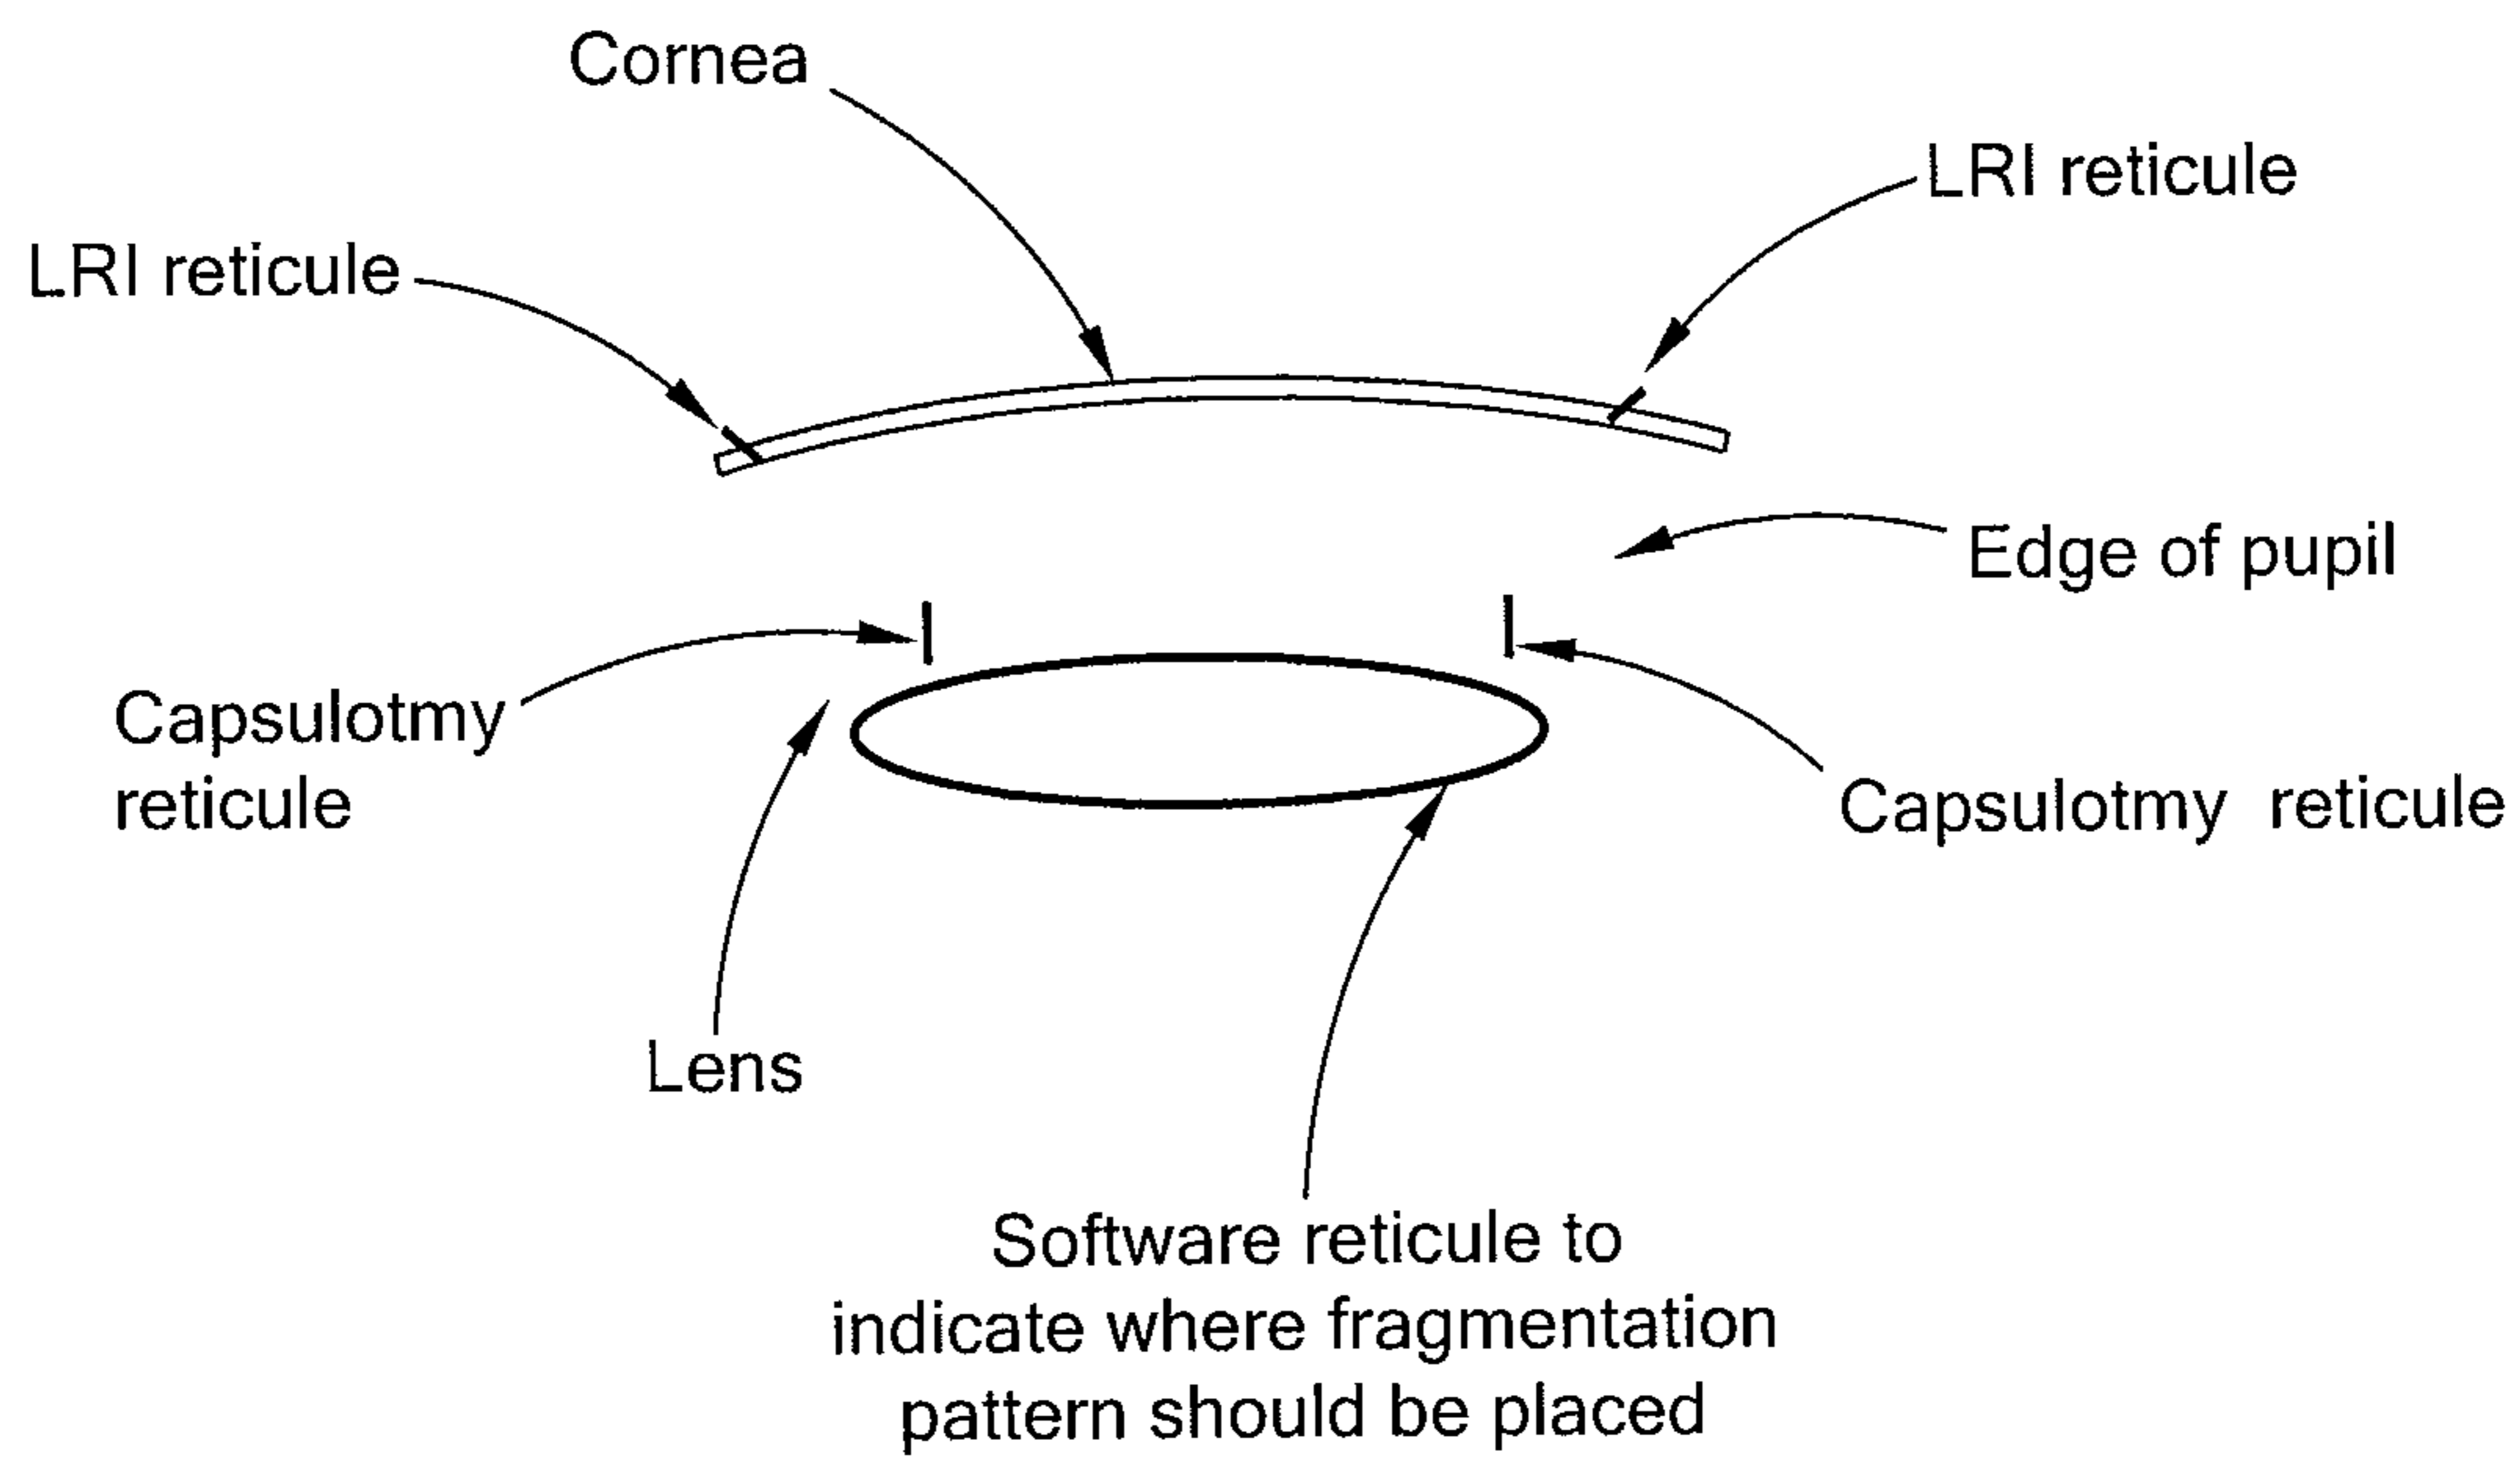 Cornea
LRI reticule
LRI reticule
Edge of pupil
Capsulotmy
reticule
Capsulotmy reticule
Lens
Software reticule to
indicate where fragmentation
pattern should be placed